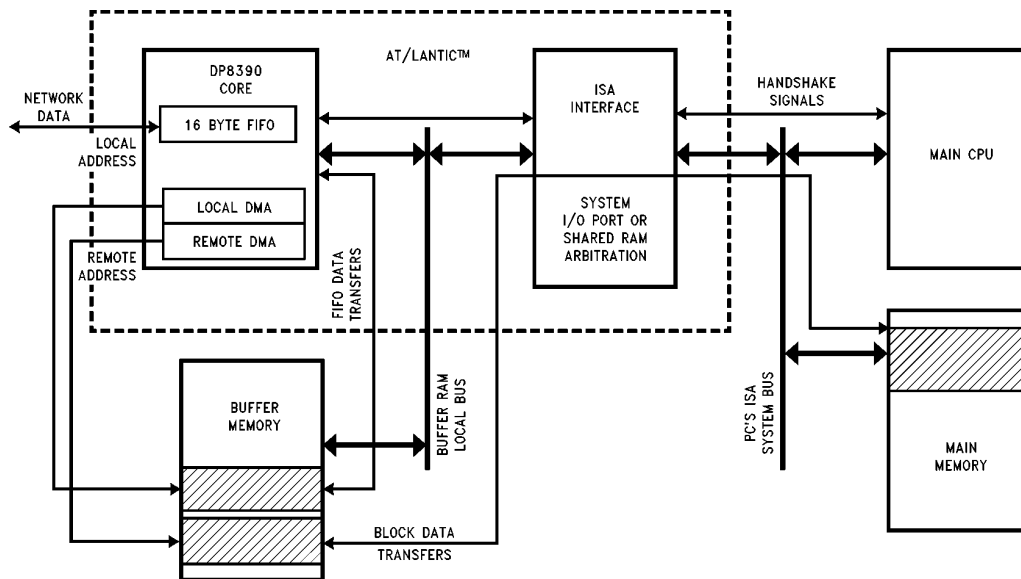 AT/LANTIC™
DP8390
CORE
16 BYTE FIFO
LOCAL DMA
REMOTE DMA
NETWORK
DATA
LOCAL
ADDRESS
REMOTE
ADDRESS
ISA
INTERFACE
SYSTEM
I/O PORT OR
SHARED RAM
ARBITRATION
HANDSHAKE
SIGNALS
MAIN CPU
FIFO DATA
TRANSFERS
BUFFER
MEMORY
BUFFER RAM
LOCAL BUS
PC'S ISA
SYSTEM BUS
MAIN
MEMORY
BLOCK DATA
TRANSFERS